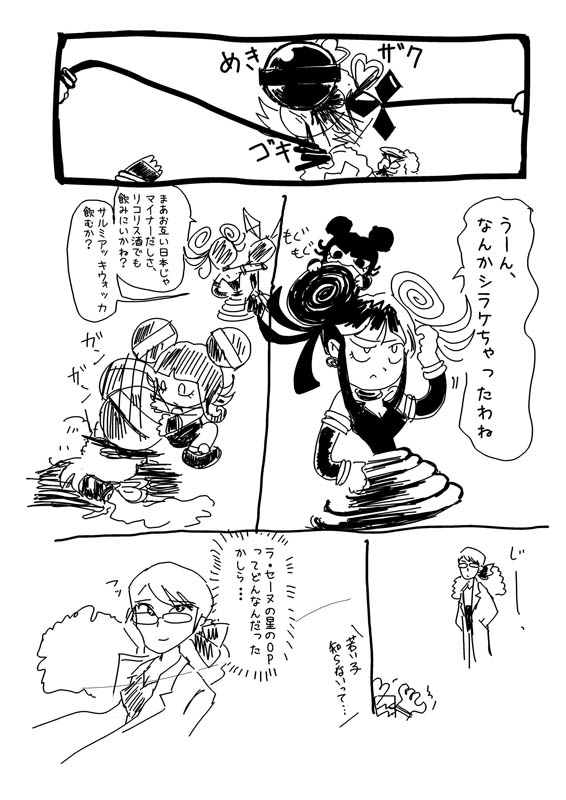 ザク
めき
ゴキ
うーん、
なんかシラケちゃったわね
もぐ
もぐ
まあお互い日本じゃ
マイナーだしさ、
リコリス酒でも
飲みにいかね?
サルミアッキウォッカ
飲むか?
ガン
ガン
じーっ
若い子
知らないって…
ラ・セーヌの星のOP
ってどんなんだった
かしら…